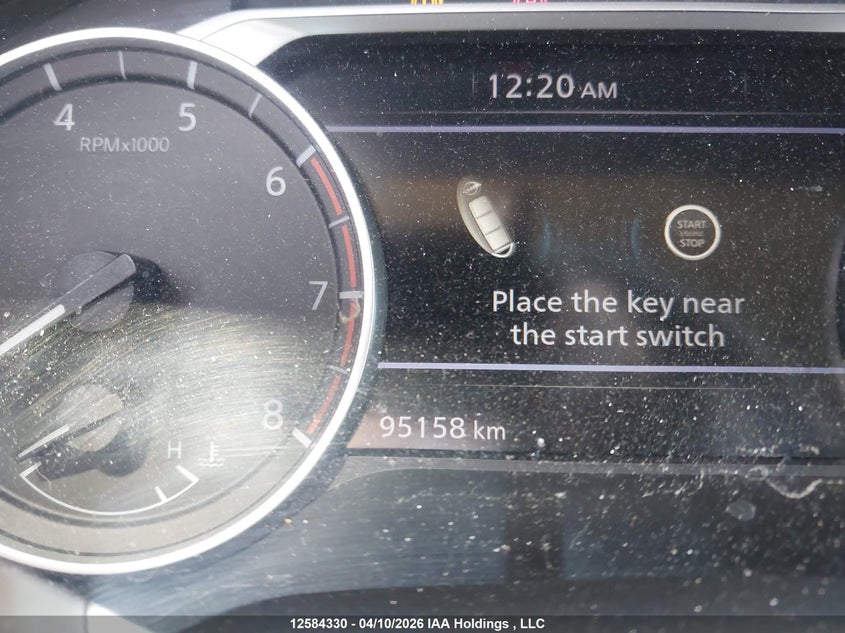 12:20 AM
4
5
RPMx1000
6
START
STOP
7
Place the key near
the start switch
8
95158 km
H
12584330 - 04/10/2026 IAA Holdings , LLC